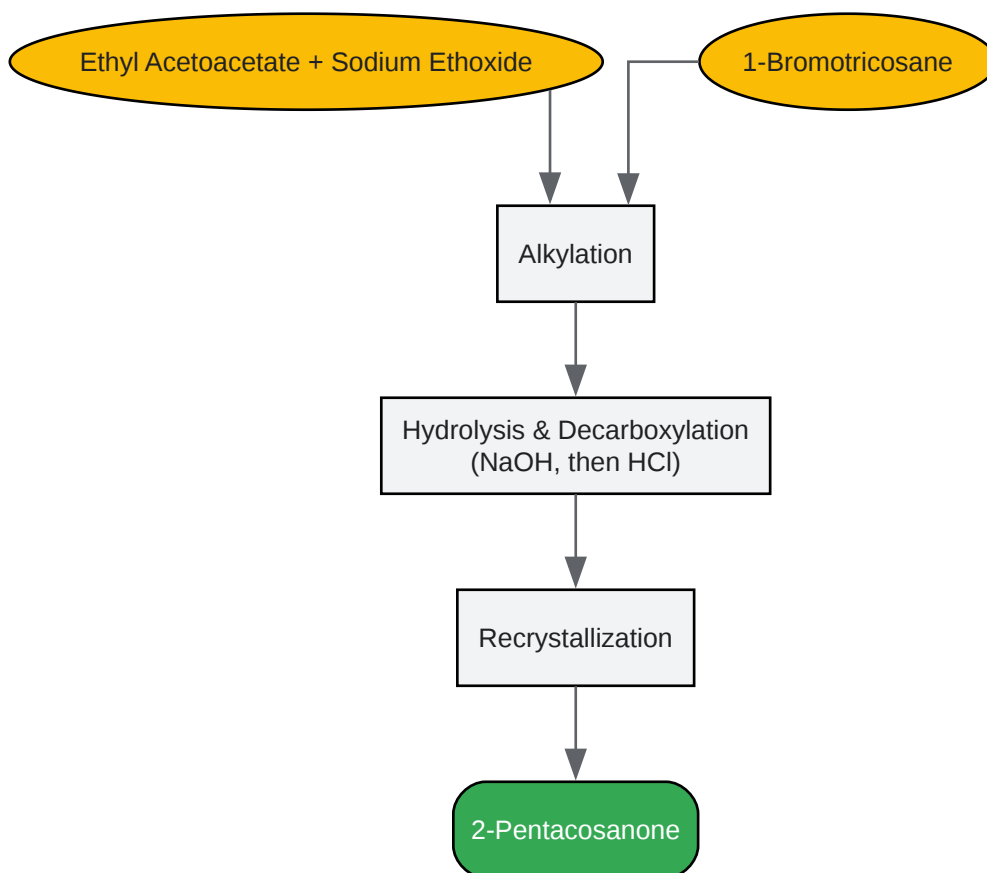 Ethyl Acetoacetate + Sodium Ethoxide
1-Bromotricosane
Alkylation
Hydrolysis & Decarboxylation
(NaOH, then HCl)
Recrystallization
2-Pentacosanone